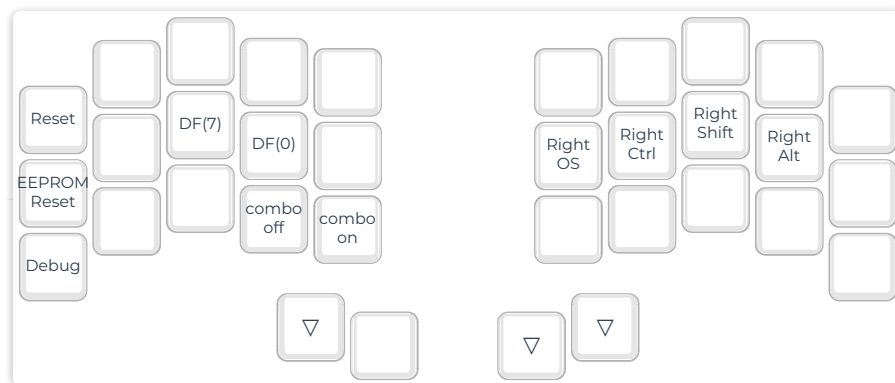 Reset
DF(7)
DF(0)
EEPROM
Reset
combo
off
combo
on
Debug
Right
OS
Right
Ctrl
Right
Shift
Right
Alt
▽
▽
▽